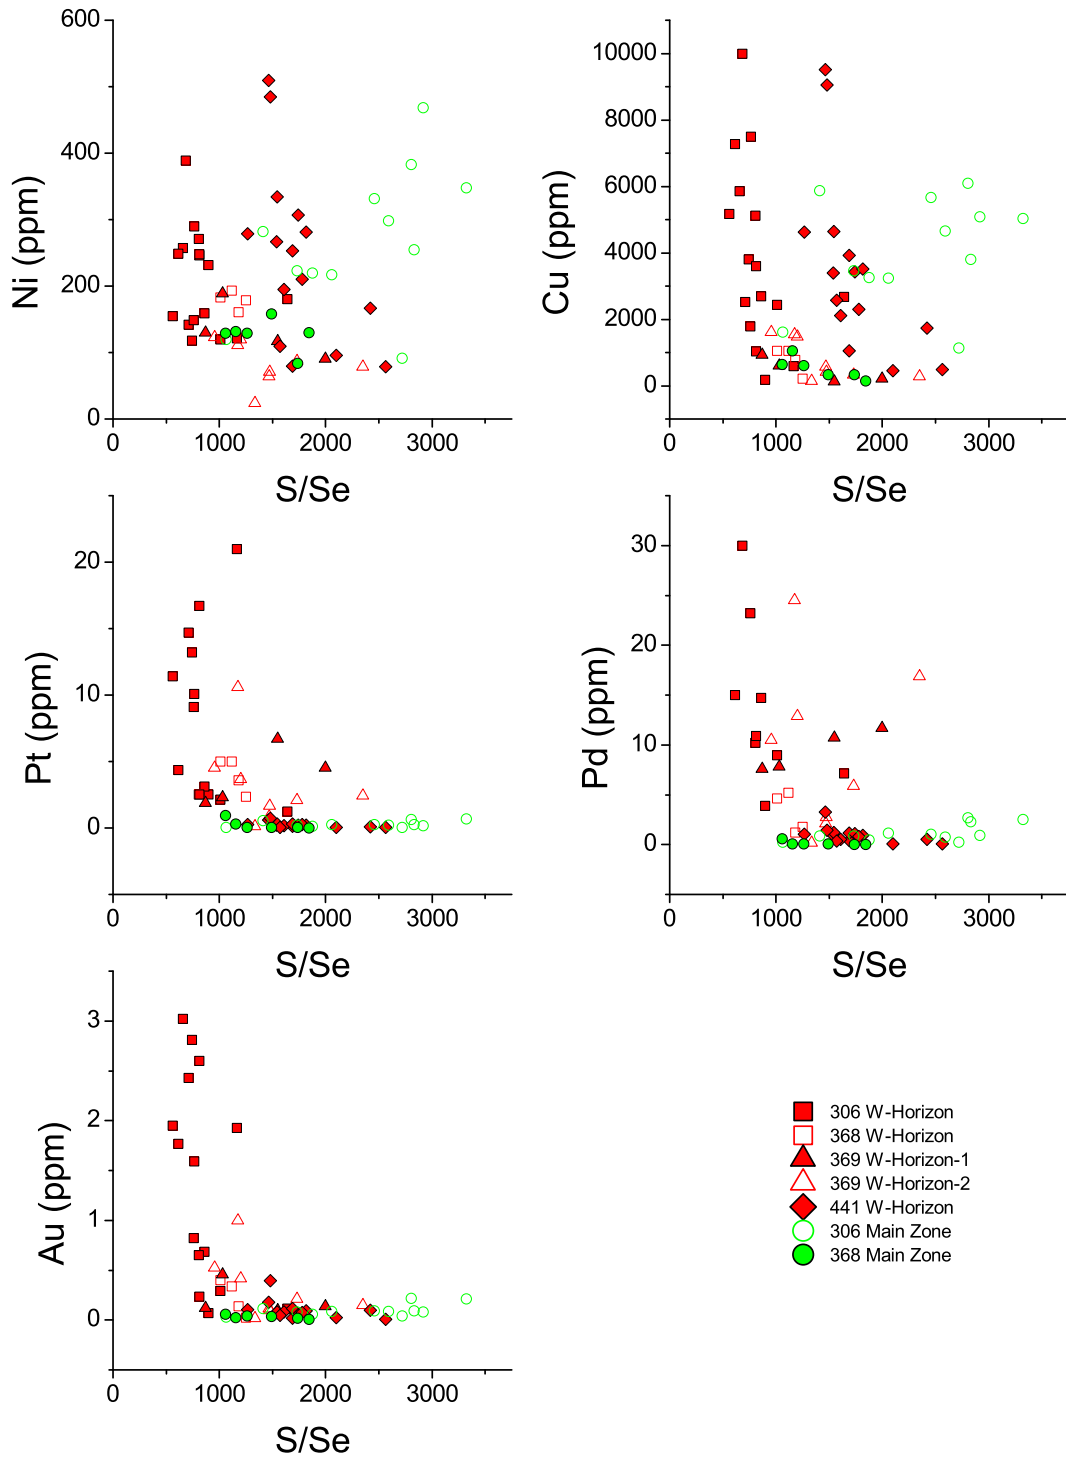 600
400
200
0
Ni (ppm)
0 1000 2000 3000
S/Se
10000
8000
6000
4000
2000
0
Cu (ppm)
0 1000 2000 3000
S/Se
20
10
0
Pt (ppm)
0 1000 2000 3000
S/Se
30
20
10
0
Pd (ppm)
0 1000 2000 3000
S/Se
3
2
1
0
Au (ppm)
0 1000 2000 3000
S/Se
306 W-Horizon
368 W-Horizon
369 W-Horizon-1
369 W-Horizon-2
441 W-Horizon
306 Main Zone
368 Main Zone